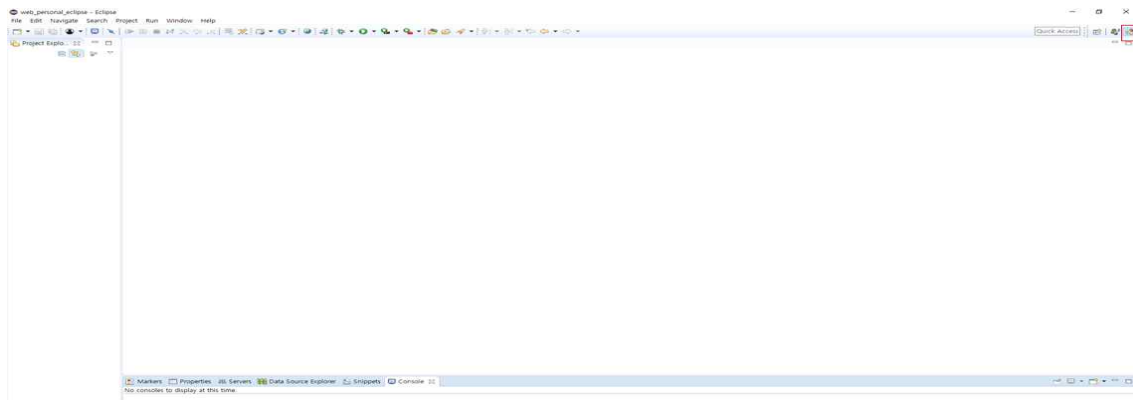 web_personal_eclipse - Eclipse
File Edit Navigate Search Project Run Window Help
Quick Access
Project Explo...
Markers Properties Servers Data Source Explorer Snippets Console
No consoles to display at this time.